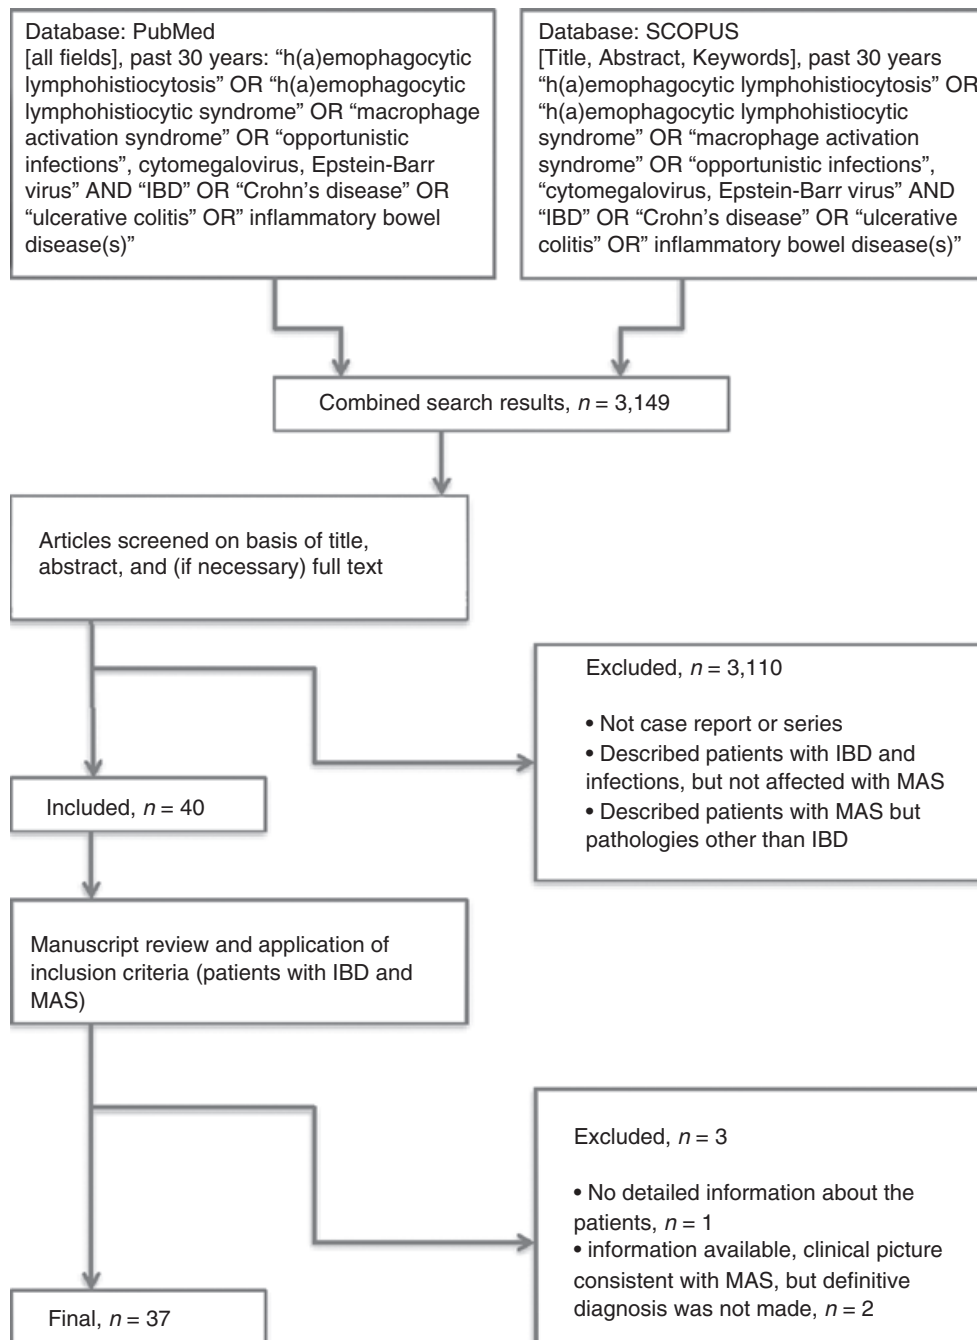 Database: PubMed
[all fields], past 30 years: “h(a)emophagocytic
lymphohistiocytosis” OR “h(a)emophagocytic
lymphohistiocytic syndrome” OR “macrophage
activation syndrome” OR “opportunistic
infections”, cytomegalovirus, Epstein-Barr
virus” AND “IBD” OR “Crohn’s disease” OR
“ulcerative colitis” OR” inflammatory bowel
disease(s)”
Database: SCOPUS
[Title, Abstract, Keywords], past 30 years
“h(a)emophagocytic lymphohistiocytosis” OR
“h(a)emophagocytic lymphohistiocytic
syndrome” OR “macrophage activation
syndrome” OR “opportunistic infections”,
“cytomegalovirus, Epstein-Barr virus” AND
“IBD” OR “Crohn’s disease” OR “ulcerative
colitis” OR” inflammatory bowel disease(s)”
Combined search results, n = 3,149
Articles screened on basis of title,
abstract, and (if necessary) full text
Excluded, n = 3,110
• Not case report or series
• Described patients with IBD and
infections, but not affected with MAS
• Described patients with MAS but
pathologies other than IBD
Included, n = 40
Manuscript review and application of
inclusion criteria (patients with IBD and
MAS)
Excluded, n = 3
• No detailed information about the
patients, n = 1
• information available, clinical picture
consistent with MAS, but definitive
diagnosis was not made, n = 2
Final, n = 37